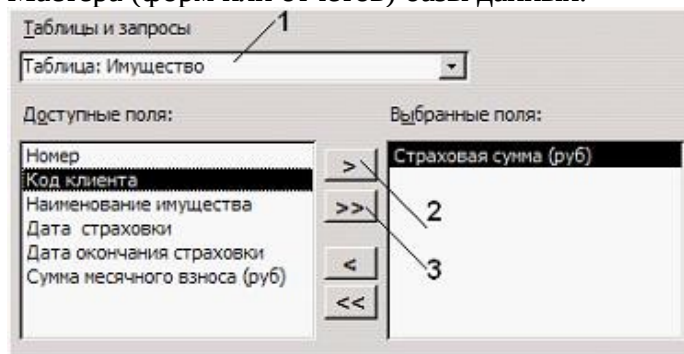 Мастера (форм или отчетов) базы данных.
Таблицы и запросы
1
Таблица: Имущество
Доступные поля:
Выбранные поля:
Номер
Код клиента
Наименование имущества
Дата страховки
Дата окончания страховки
Сумма месячного взноса (руб)
>
>>
<
<<
Страховая сумма (руб)
2
3